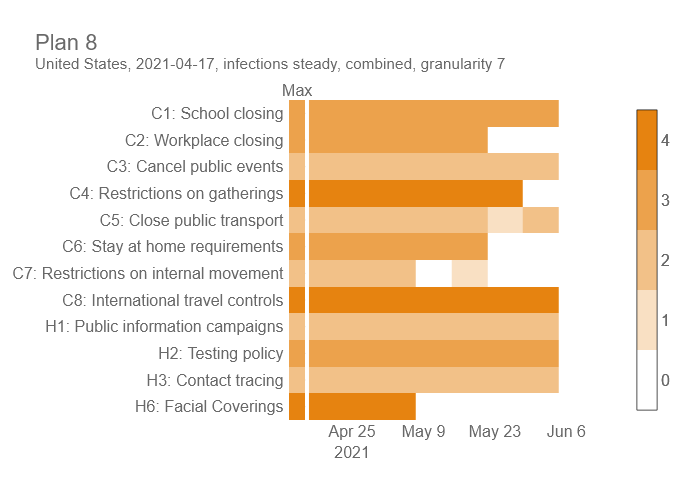 Plan 8
United States, 2021-04-17, infections steady, combined, granularity 7
Max
C1: School closing
C2: Workplace closing
C3: Cancel public events
C4: Restrictions on gatherings
C5: Close public transport
C6: Stay at home requirements
C7: Restrictions on internal movement
C8: International travel controls
H1: Public information campaigns
H2: Testing policy
H3: Contact tracing
H6: Facial Coverings
Apr 25 May 9 May 23 Jun 6
2021
4
3
2
1
0